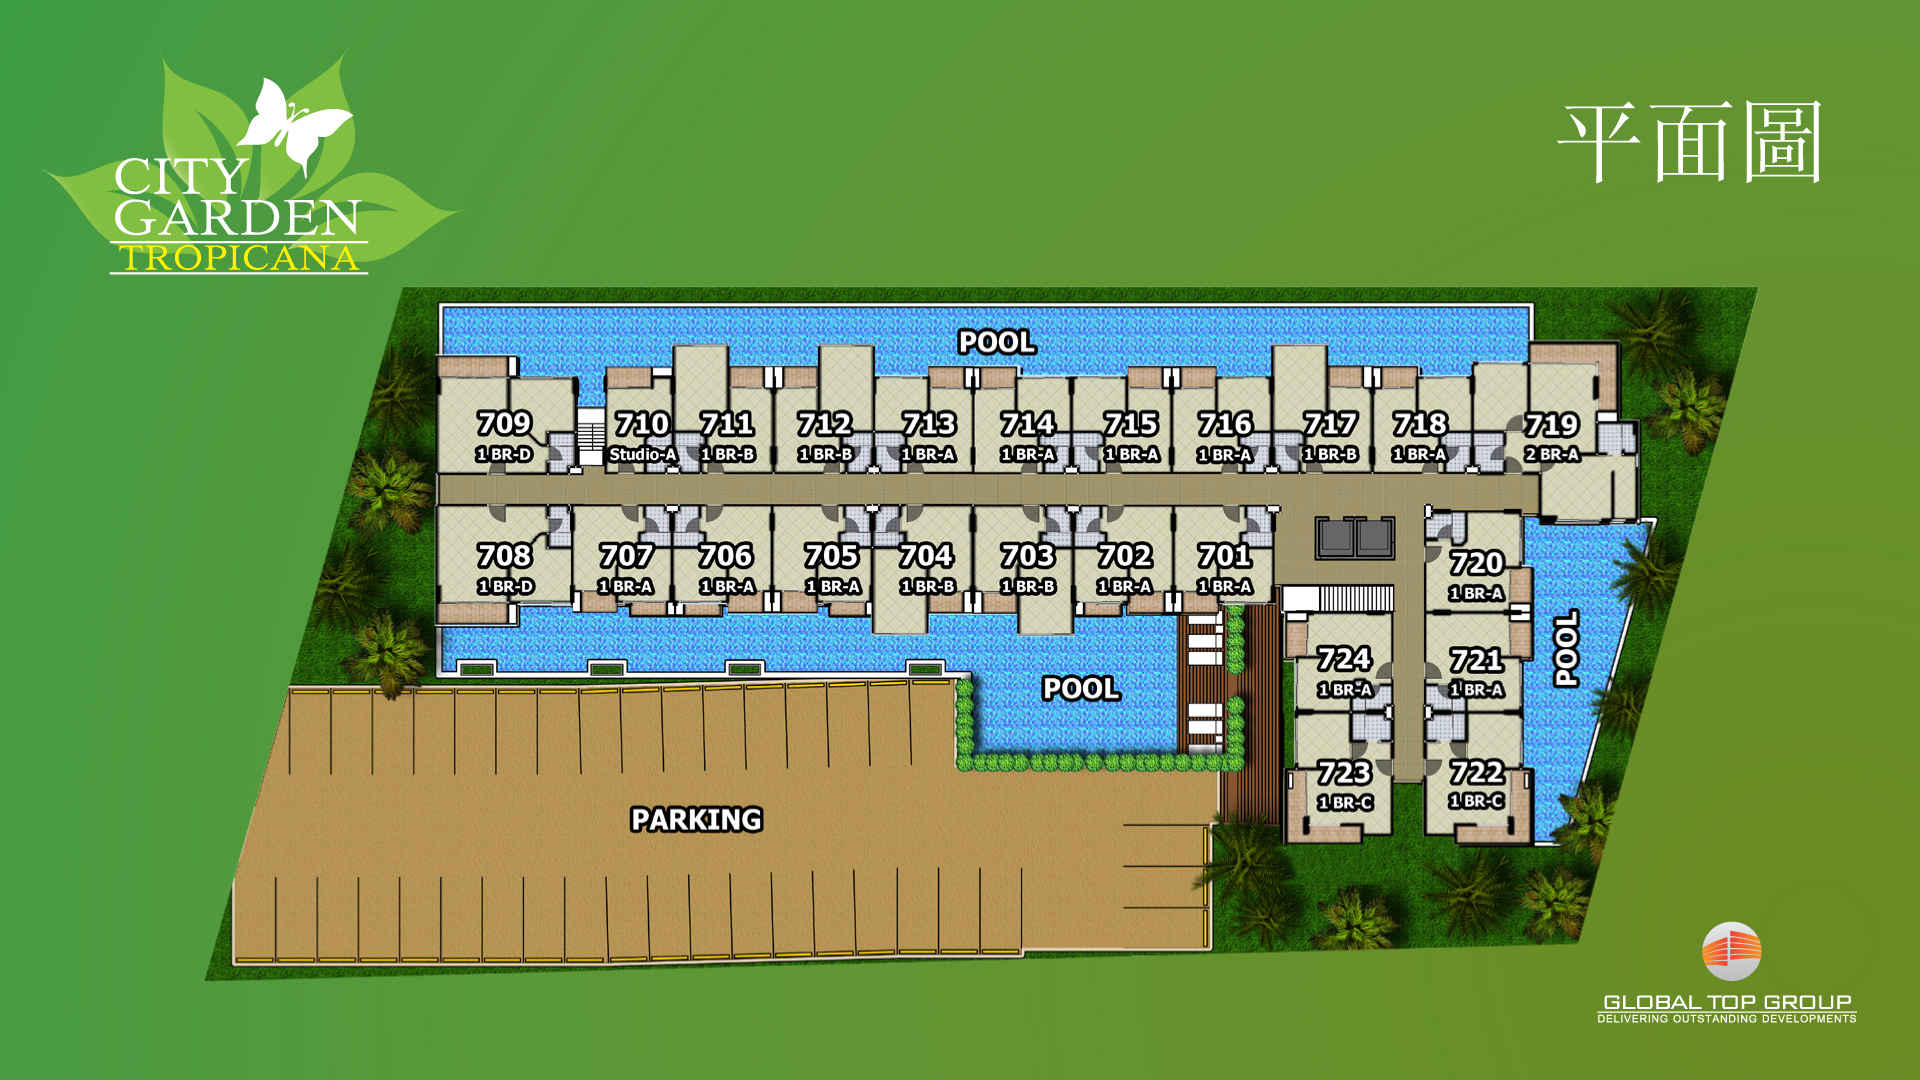 CITY
GARDEN
TROPICANA
平面圖
POOL
709
1 BR-D
710
Studio-A
711
1 BR-B
712
1 BR-B
713
1 BR-A
714
1 BR-A
715
1 BR-A
716
1 BR-A
717
1 BR-B
718
1 BR-A
719
2 BR-A
708
1 BR-D
707
1 BR-A
706
1 BR-A
705
1 BR-A
704
1 BR-B
703
1 BR-B
702
1 BR-A
701
1 BR-A
720
1 BR-A
724
1 BR-A
721
1 BR-A
POOL
POOL
723
1 BR-C
722
1 BR-C
PARKING
GLOBAL TOP GROUP
DELIVERING OUTSTANDING DEVELOPMENTS